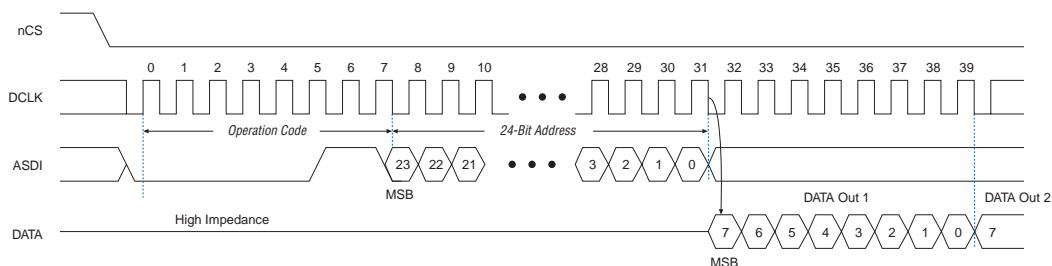 nCS
0 1 2 3 4 5 6 7 8 9 10 28 29 30 31 32 33 34 35 36 37 38 39
DCLK
Operation Code 24-Bit Address
ASDI 23 22 21 3 2 1 0
MSB
DATA Out 1 DATA Out 2
High Impedance
DATA 7 6 5 4 3 2 1 0 7
MSB